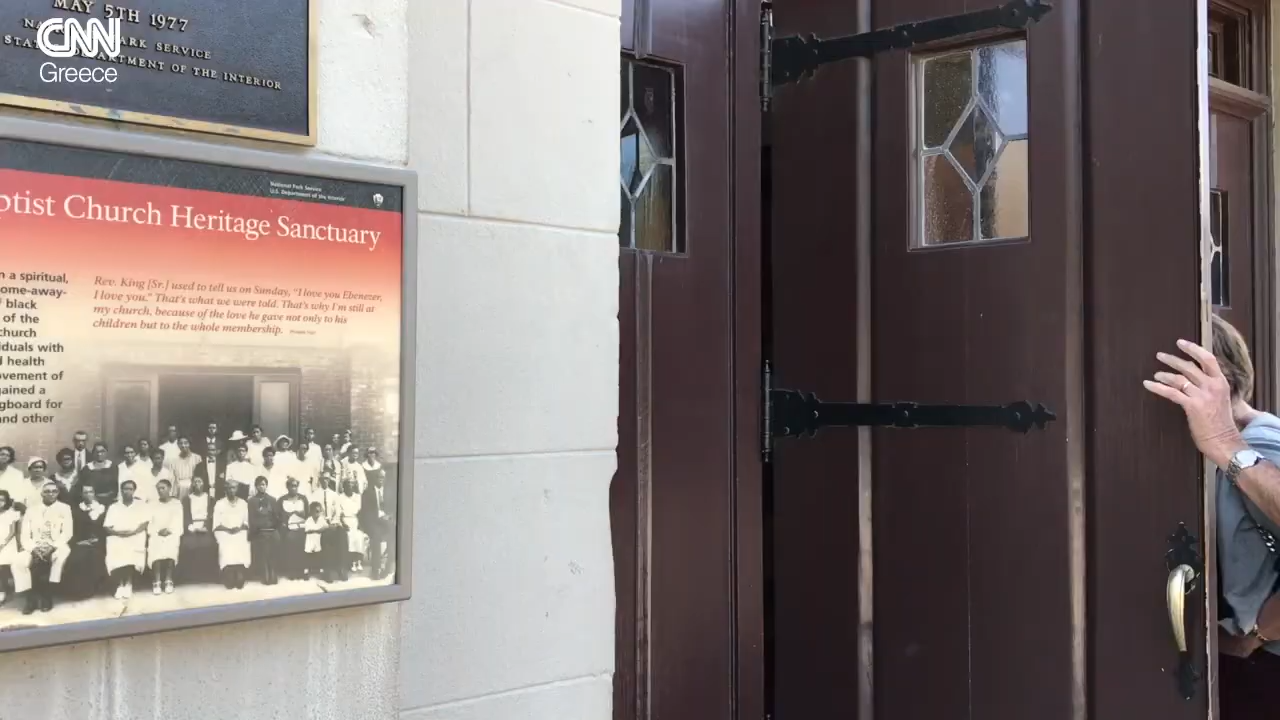 MAY 5TH 1977
CNN
Greece
PARK SERVICE
DEPARTMENT OF THE INTERIOR
National Park Service
U.S. Department of the Interior
ptist Church Heritage Sanctuary
n a spiritual,
ome-away-
black
of the
church
duals with
health
vement of
ained a
gboard for
and other
Rev. King [Sr.] used to tell us on Sunday, "I love you Ebenezer,
I love you." That's what we were told. That's why I'm still at
my church, because of the love he gave not only to his
children but to the whole membership.